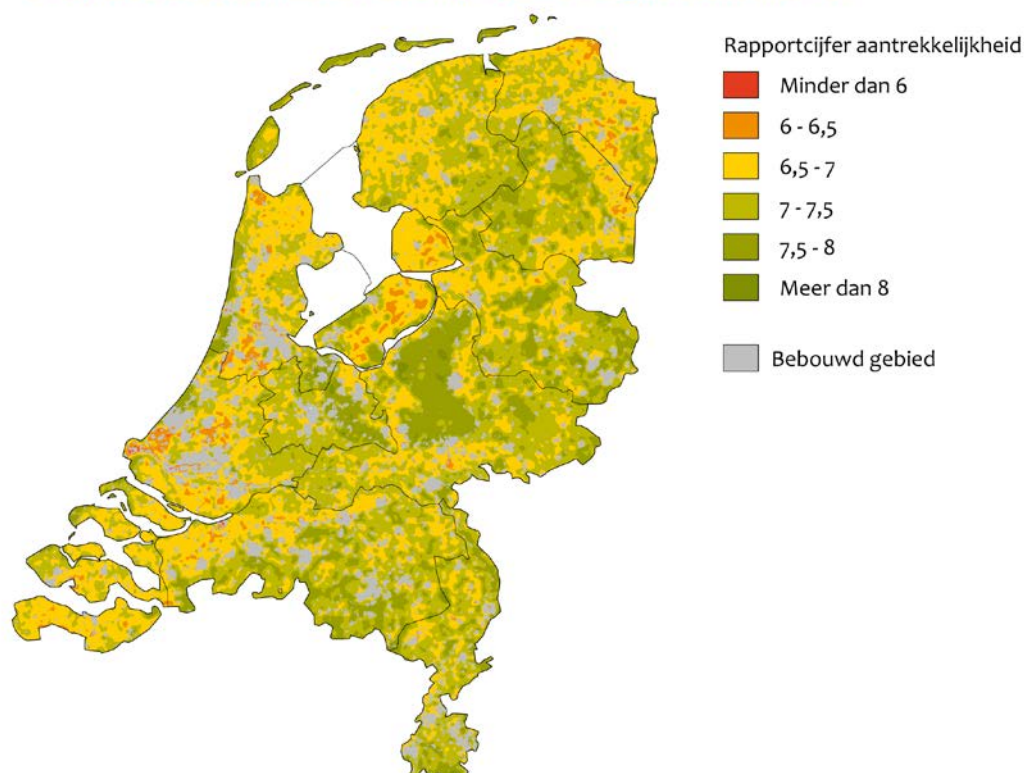 Rapportcijfer aantrekkelijkheid
Minder dan 6
6 - 6,5
6,5 - 7
7 - 7,5
7,5 - 8
Meer dan 8
Bebouwd gebied